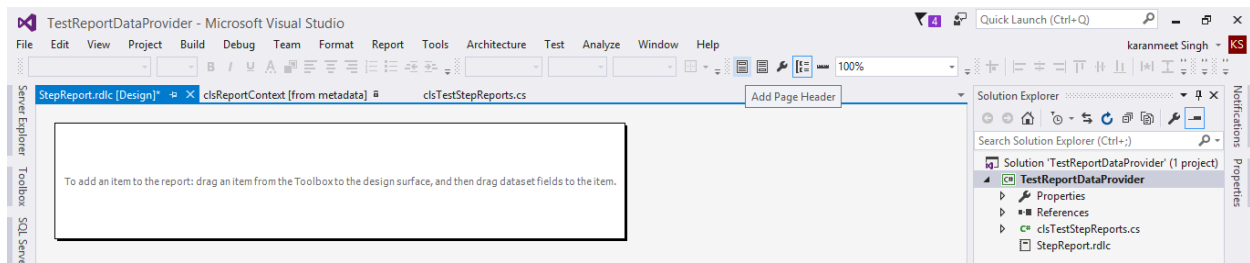 TestReportDataProvider - Microsoft Visual Studio
4
Quick Launch (Ctrl+Q)
File Edit View Project Build Debug Team Format Report Tools Architecture Test Analyze Window Help
karanmeet Singh KS
B I U A
100%
StepReport.rdlc [Design]* clsReportContext [from metadata] clsTestStepReports.cs
Add Page Header
Solution Explorer
Search Solution Explorer (Ctrl+;)
Solution 'TestReportDataProvider' (1 project)
C# TestReportDataProvider
Properties
References
C# clsTestStepReports.cs
StepReport.rdlc
To add an item to the report: drag an item from the Toolbox to the design surface, and then drag dataset fields to the item.
Server Explorer
Toolbox
SQL Serve
Notifications
Properties